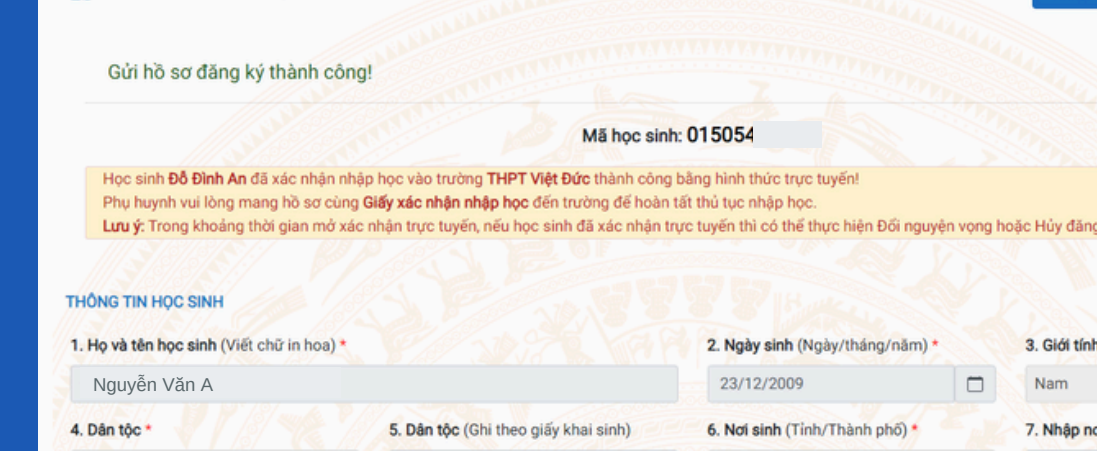 Gửi hồ sơ đăng ký thành công!
Mã học sinh: 015054
Học sinh Đỗ Đình An đã xác nhận nhập học vào trường THPT Việt Đức thành công bằng hình thức trực tuyến!
Phụ huynh vui lòng mang hồ sơ cùng Giấy xác nhận nhập học đến trường để hoàn tất thủ tục nhập học.
Lưu ý: Trong khoảng thời gian mở xác nhận trực tuyến, nếu học sinh đã xác nhận trực tuyến thì có thể thực hiện Đổi nguyện vọng hoặc Hủy đăng
THÔNG TIN HỌC SINH
1. Họ và tên học sinh (Viết chữ in hoa) * 2. Ngày sinh (Ngày/tháng/năm) * 3. Giới tính
Nguyễn Văn A 23/12/2009 Nam
4. Dân tộc * 5. Dân tộc (Ghi theo giấy khai sinh) 6. Nơi sinh (Tỉnh/Thành phố) * 7. Nhập